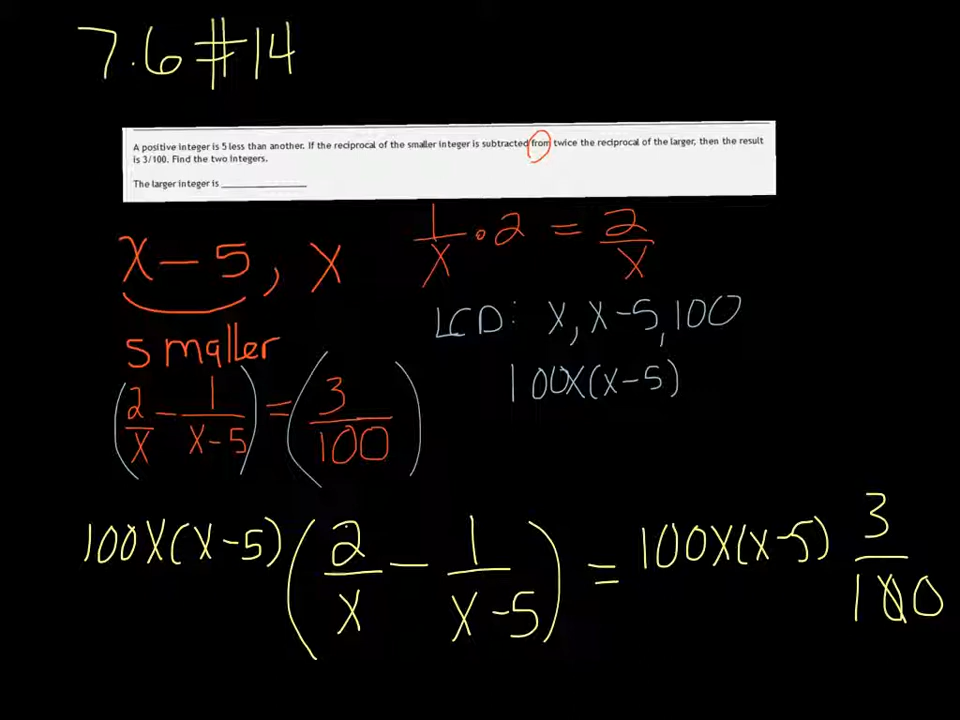 7.6 #14
A positive integer is 5 less than another. If the reciprocal of the smaller integer is subtracted from twice the reciprocal of the larger, then the result
is 3/100. Find the two integers.
The larger integer is ____________
x - 5, x
smaller
1/x · 2 = 2/x
LCD: x, x-5, 100
100x(x-5)
(2/x - 1/(x-5)) = (3/100)
100x(x-5) (2/x - 1/(x-5)) = 100x(x-5) 3/100